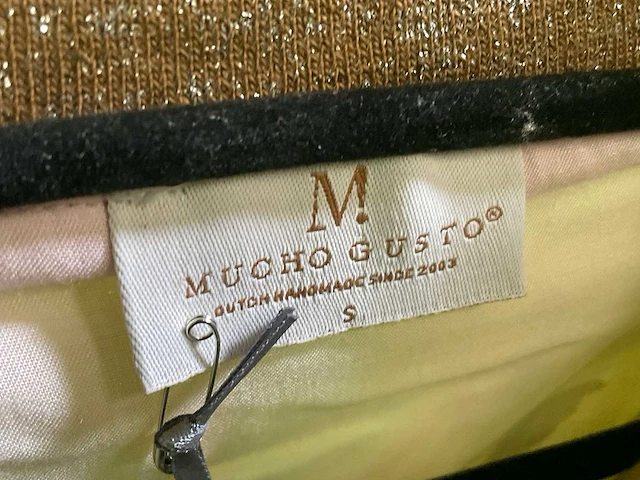 M.
MUCHO GUSTO®
DUTCH HANDMADE SINCE 2003
S